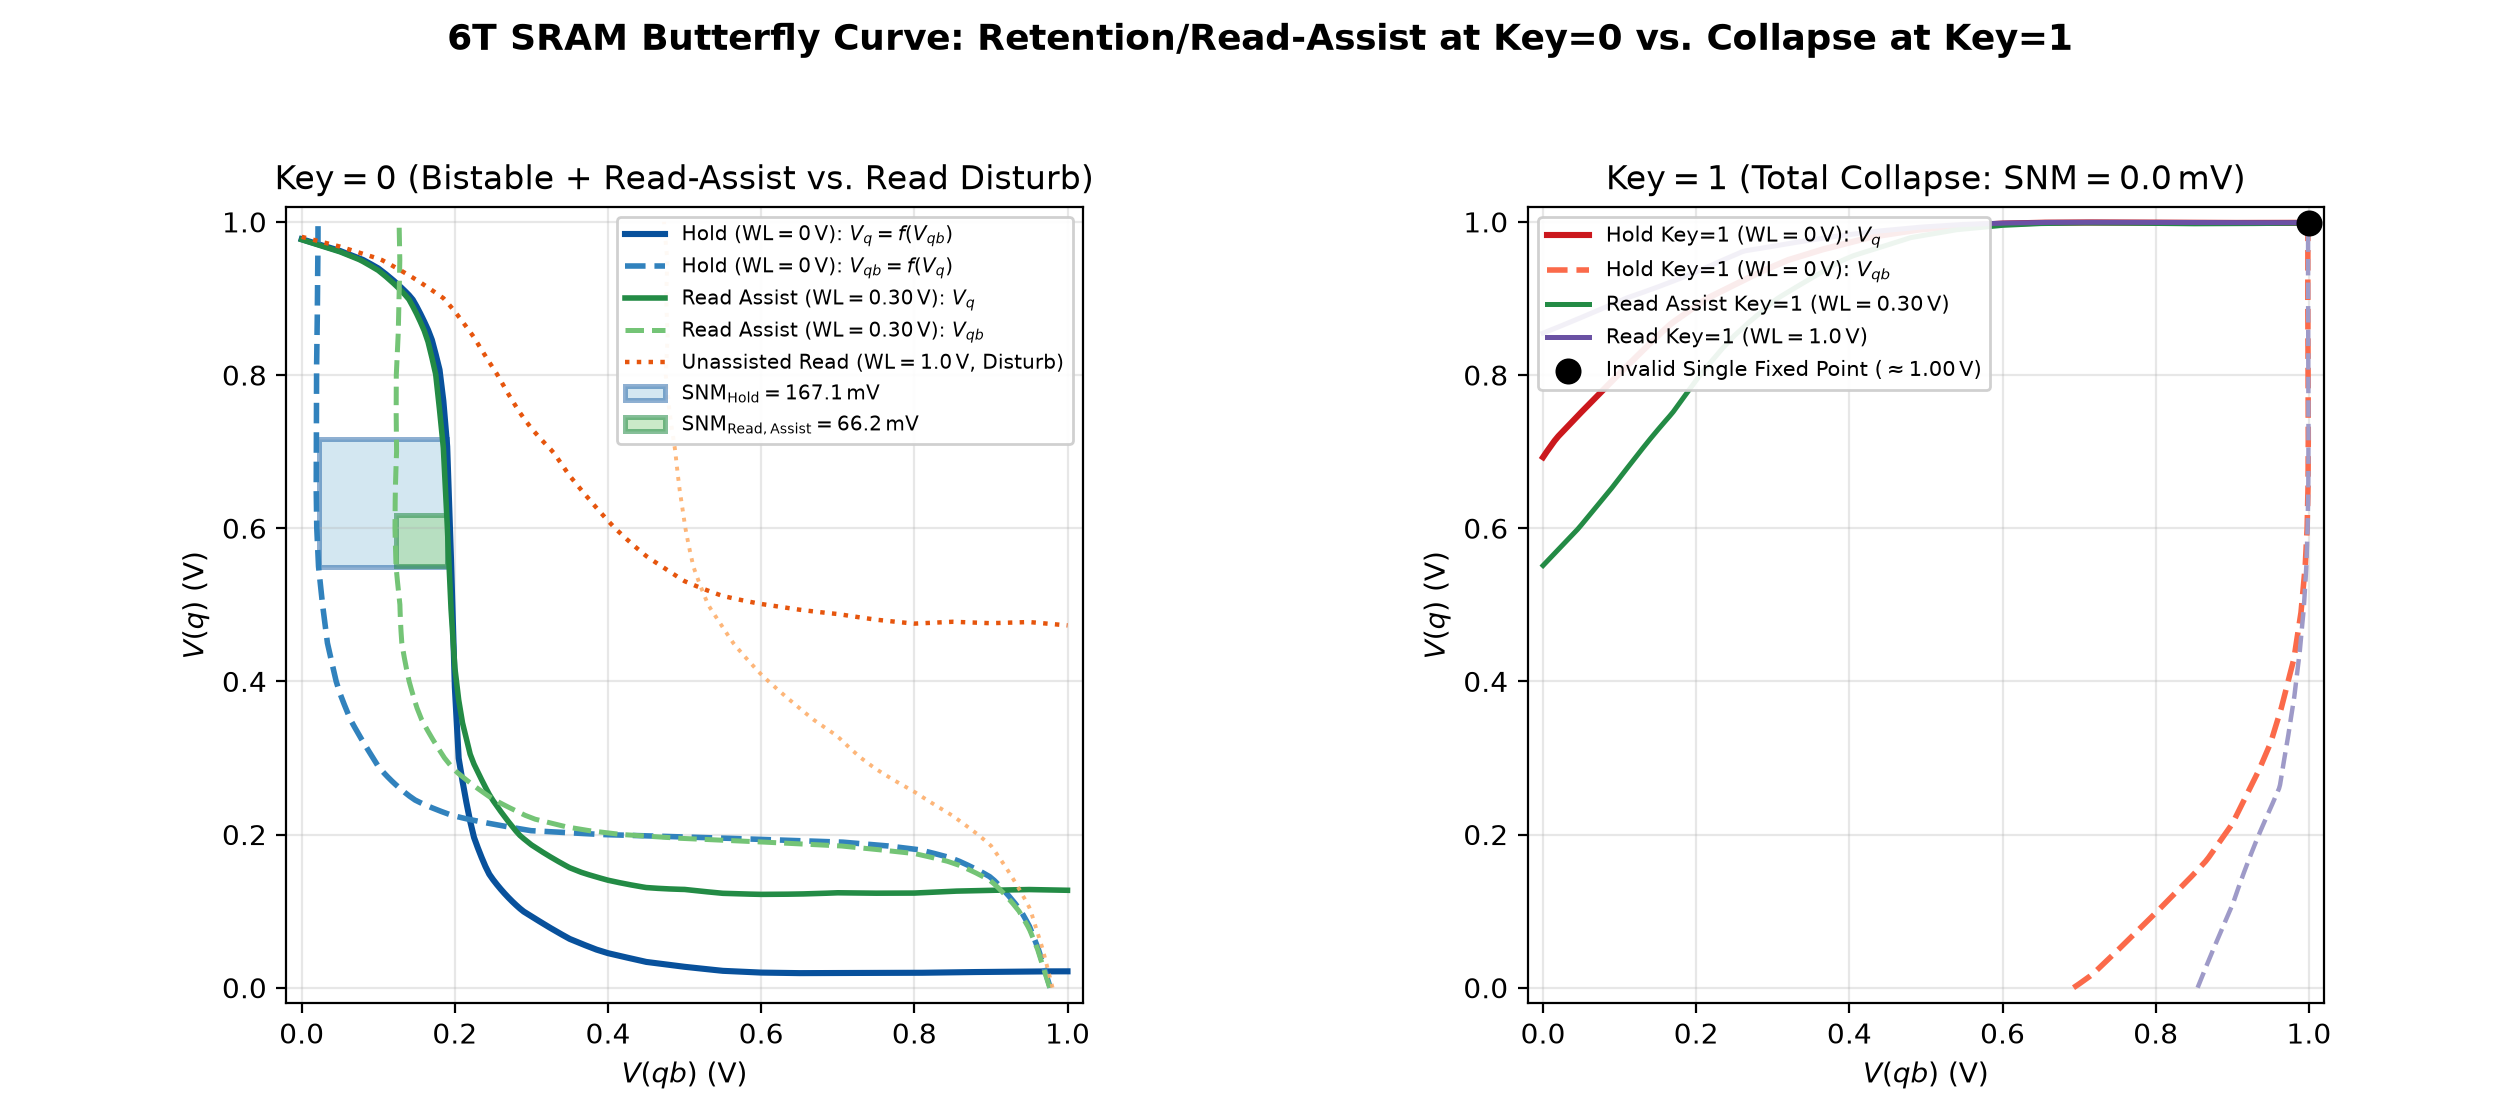 6T SRAM Butterfly Curve: Retention/Read-Assist at Key=0 vs. Collapse at Key=1
Key = 0 (Bistable + Read-Assist vs. Read Disturb)
1.0
0.8
0.6
0.4
0.2
0.0
V(q) (V)
Hold (WL = 0 V): Vq = f(Vqb)
Hold (WL = 0 V): Vqb = f(Vq)
Read Assist (WL = 0.30 V): Vq
Read Assist (WL = 0.30 V): Vqb
Unassisted Read (WL = 1.0 V, Disturb)
SNMHold = 167.1 mV
SNMRead, Assist = 66.2 mV
0.0 0.2 0.4 0.6 0.8 1.0
V(qb) (V)
Key = 1 (Total Collapse: SNM = 0.0 mV)
1.0
0.8
0.6
0.4
0.2
0.0
V(q) (V)
Hold Key=1 (WL = 0 V): Vq
Hold Key=1 (WL = 0 V): Vqb
Read Assist Key=1 (WL = 0.30 V)
Read Key=1 (WL = 1.0 V)
Invalid Single Fixed Point (≈ 1.00 V)
0.0 0.2 0.4 0.6 0.8 1.0
V(qb) (V)